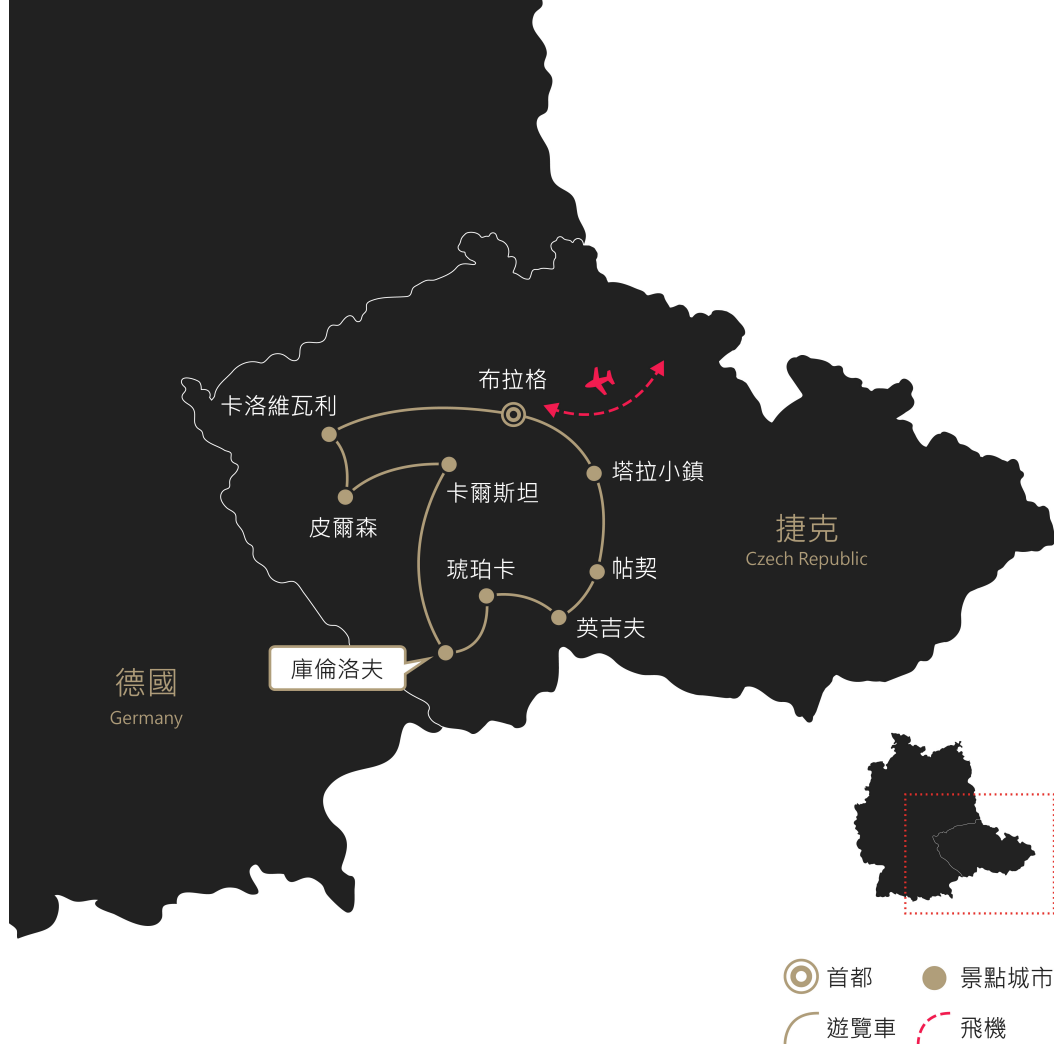 布拉格
卡洛維瓦利
塔拉小鎮
卡爾斯坦
皮爾森
捷克
Czech Republic
琥珀卡
帖契
英吉夫
庫倫洛夫
德國
Germany
首都
景點城市
遊覽車
飛機